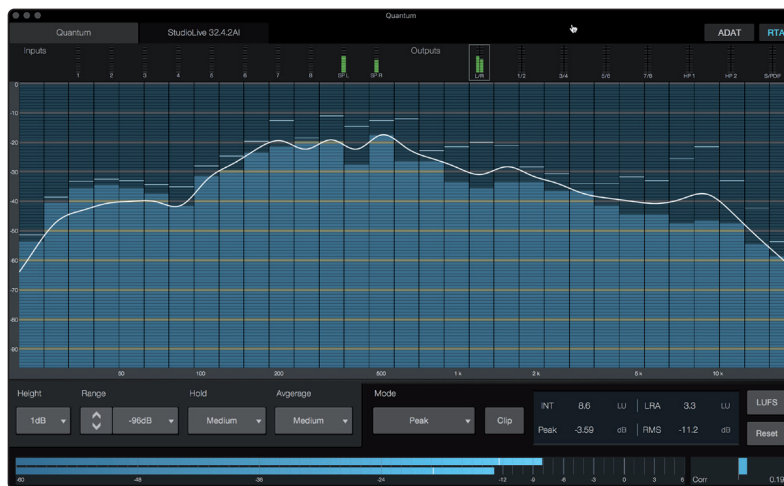 Quantum
Quantum StudioLive 32.4.2AI ADAT RTA
Inputs Outputs
1 2 3 4 5 6 7 8 SP L SP R L/R 1/2 3/4 5/6 7/8 HP 1 HP 2 S/PDIF
0
-10
-20
-30
-40
-50
-60
-70
-80
-90
50 100 200 500 1 k 2 k 5 k 10 k
Height Range Hold Avgerage Mode
1dB -96dB Medium Medium Peak Clip
INT 8.6 LU LRA 3.3 LU LUFS
Peak -3.59 dB RMS -11.2 dB Reset
-60 -48 -36 -24 -12 -9 -6 -3 0 3 6 Corr